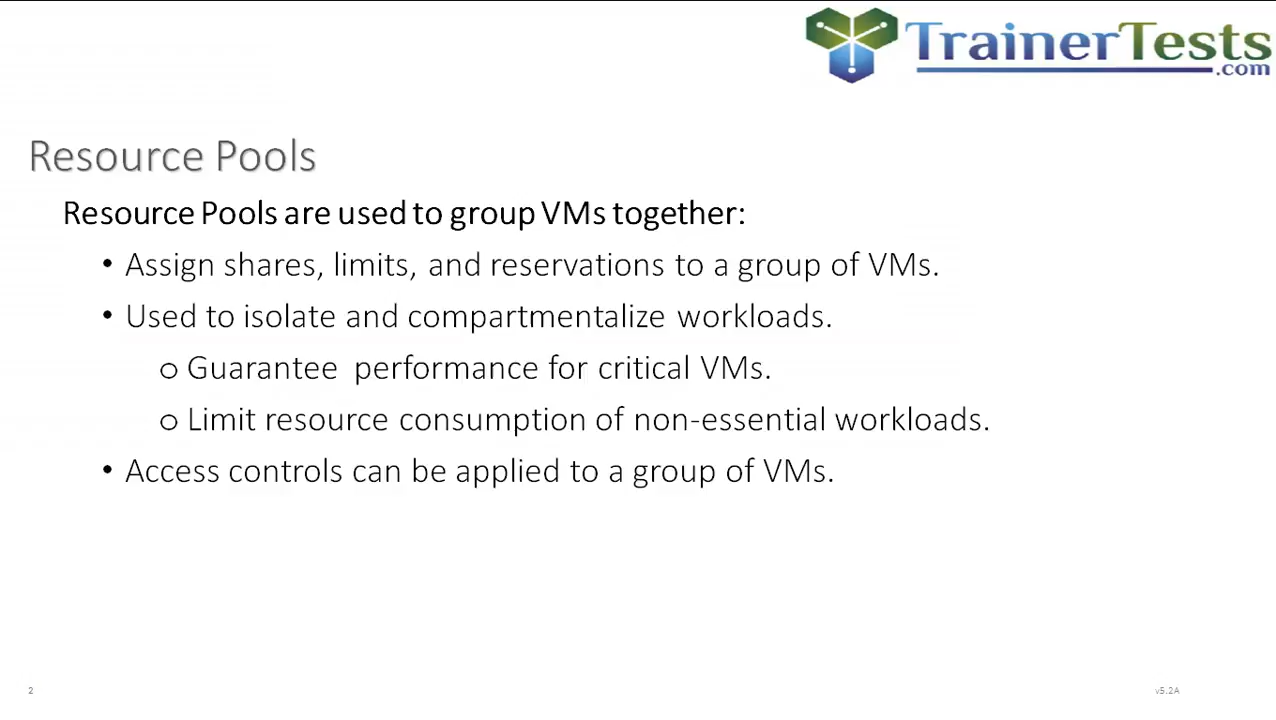 TrainerTests
.com
Resource Pools
Resource Pools are used to group VMs together:
• Assign shares, limits, and reservations to a group of VMs.
• Used to isolate and compartmentalize workloads.
o Guarantee performance for critical VMs.
o Limit resource consumption of non-essential workloads.
• Access controls can be applied to a group of VMs.
2
v5.2A